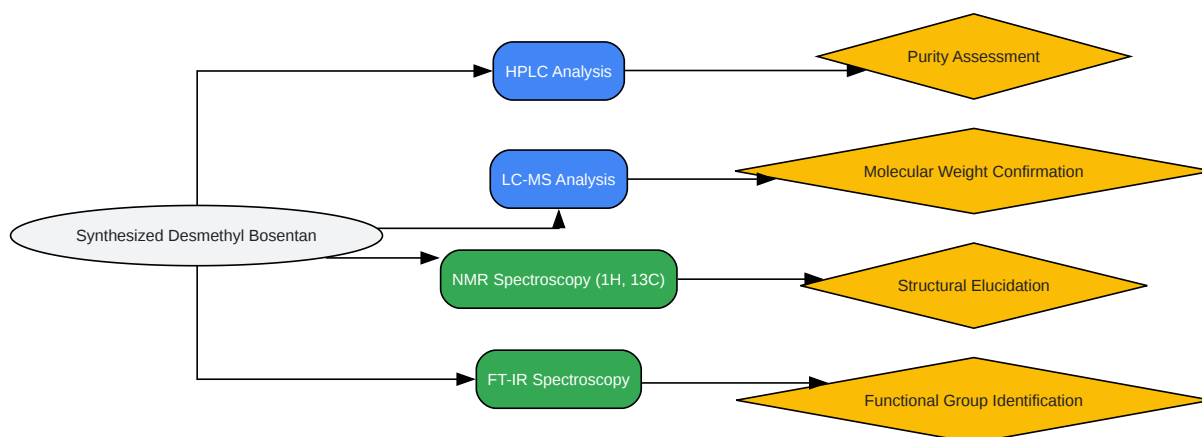 HPLC Analysis
Purity Assessment
LC-MS Analysis
Molecular Weight Confirmation
Synthesized Desmethyl Bosentan
NMR Spectroscopy (1H, 13C)
Structural Elucidation
FT-IR Spectroscopy
Functional Group Identification